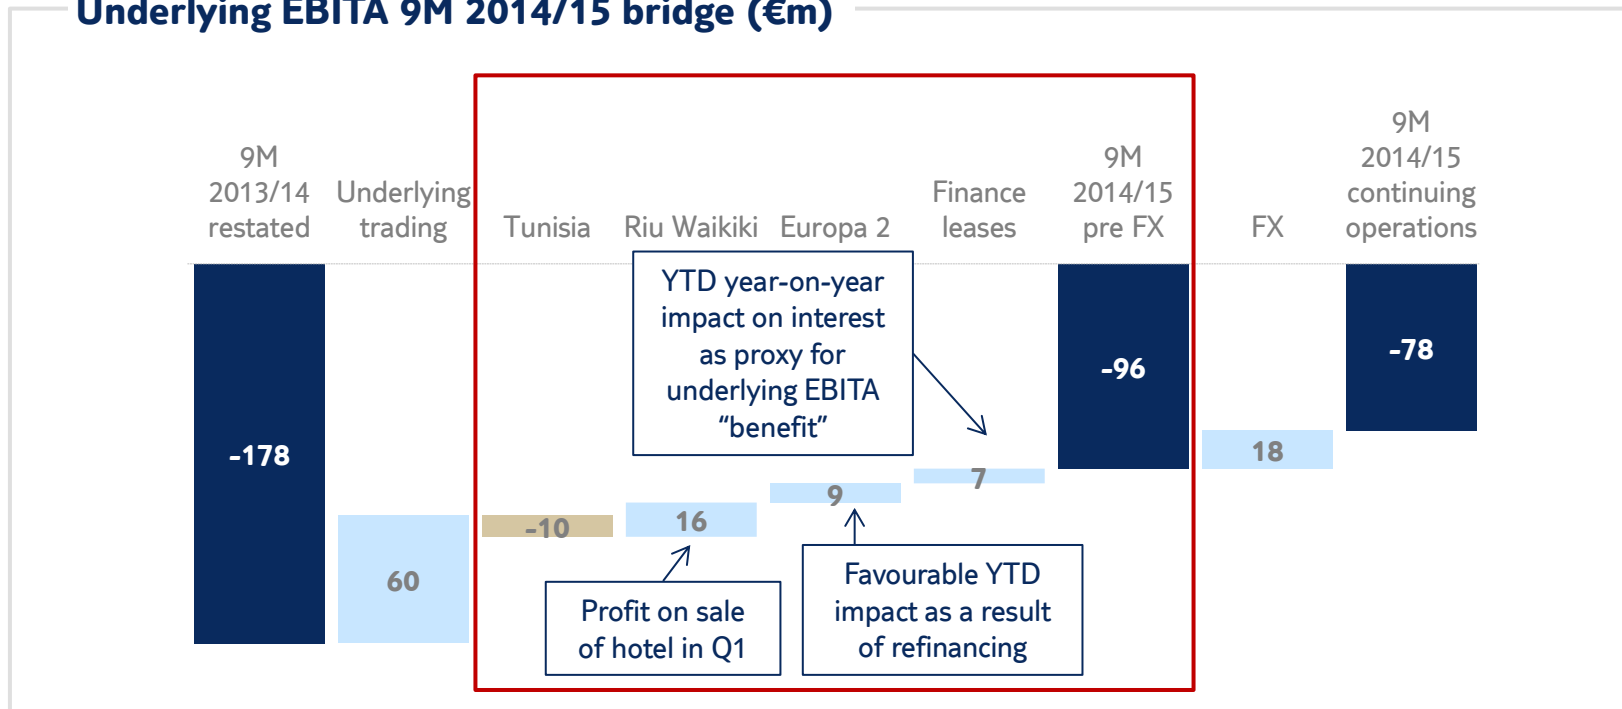 Underlying EBITA 9M 2014/15 bridge (€m)
9M
2013/14
restated
Underlying
trading
Tunisia
Riu Waikiki
Europa 2
Finance
leases
9M
2014/15
pre FX
FX
9M
2014/15
continuing
operations
YTD year-on-year
impact on interest
as proxy for
underlying EBITA
“benefit”
-178
60
-10
16
9
7
-96
18
-78
Profit on sale
of hotel in Q1
Favourable YTD
impact as a result
of refinancing